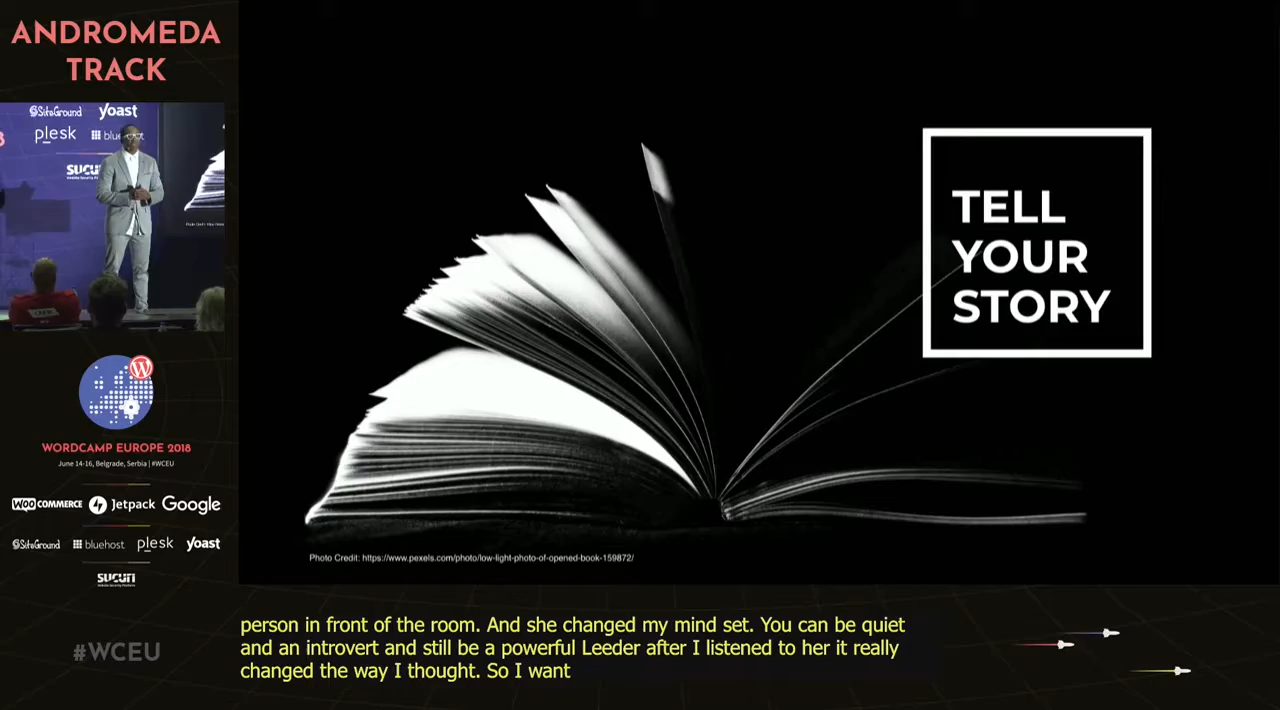 ANDROMEDA
TRACK
SiteGround yoast
plesk bluehost
SUCURI
TELL
YOUR
STORY
WORDCAMP EUROPE 2018
June 14-16, Belgrade, Serbia | #WCEU
WOO COMMERCE Jetpack Google
SiteGround bluehost plesk yoast
SUCURI
Photo Credit: https://www.pexels.com/photo/low-light-photo-of-opened-book-159872/
#WCEU
person in front of the room. And she changed my mind set. You can be quiet
and an introvert and still be a powerful Leeder after I listened to her it really
changed the way I thought. So I want